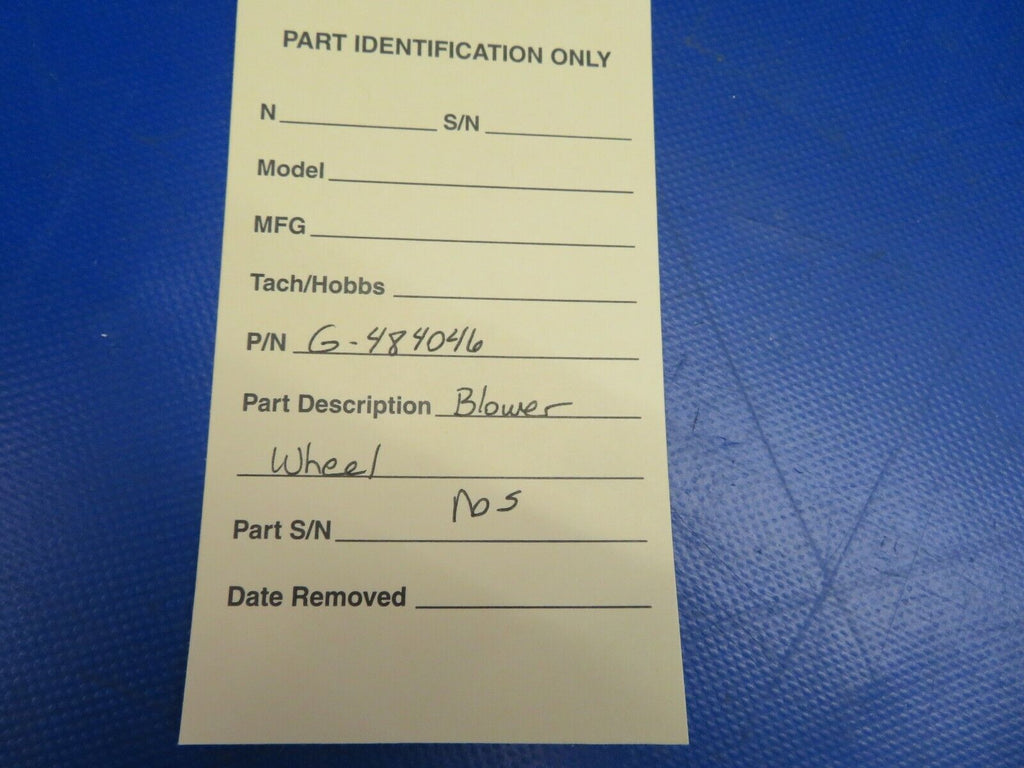 PART IDENTIFICATION ONLY
N S/N
Model
MFG
Tach/Hobbs
P/N G-484046
Part Description Blower
Wheel
NOS
Part S/N
Date Removed